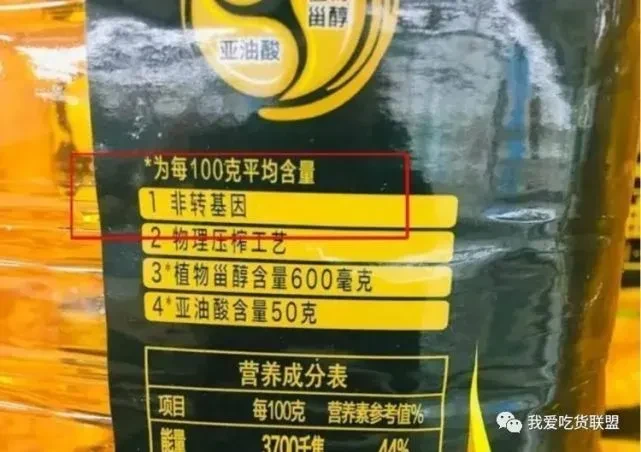 甾醇
亚油酸
*为每100克平均含量
1 非转基因
2 物理压榨工艺
3*植物甾醇含量600毫克
4*亚油酸含量50克
营养成分表
项目 每100克 营养素参考值%
能量 3700千焦 44%
我爱吃货联盟